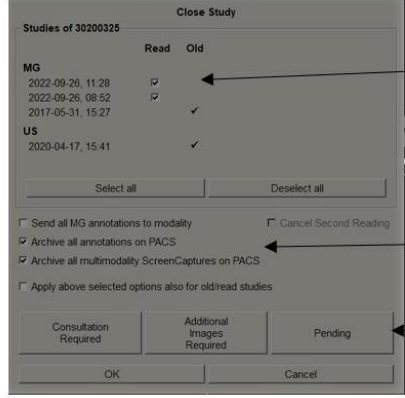 Close Study
Studies of 30200325
Read Old
MG
2022-09-26, 11:28
2022-09-26, 08:52
2017-05-31, 15:27
US
2020-04-17, 15:41
Select all Deselect all
Send all MG annotations to modality Cancel Second Reading
Archive all annotations on PACS
Archive all multimodality ScreenCaptures on PACS
Apply above selected options also for old/read studies
Consultation Required
Additional Images Required
Pending
OK Cancel